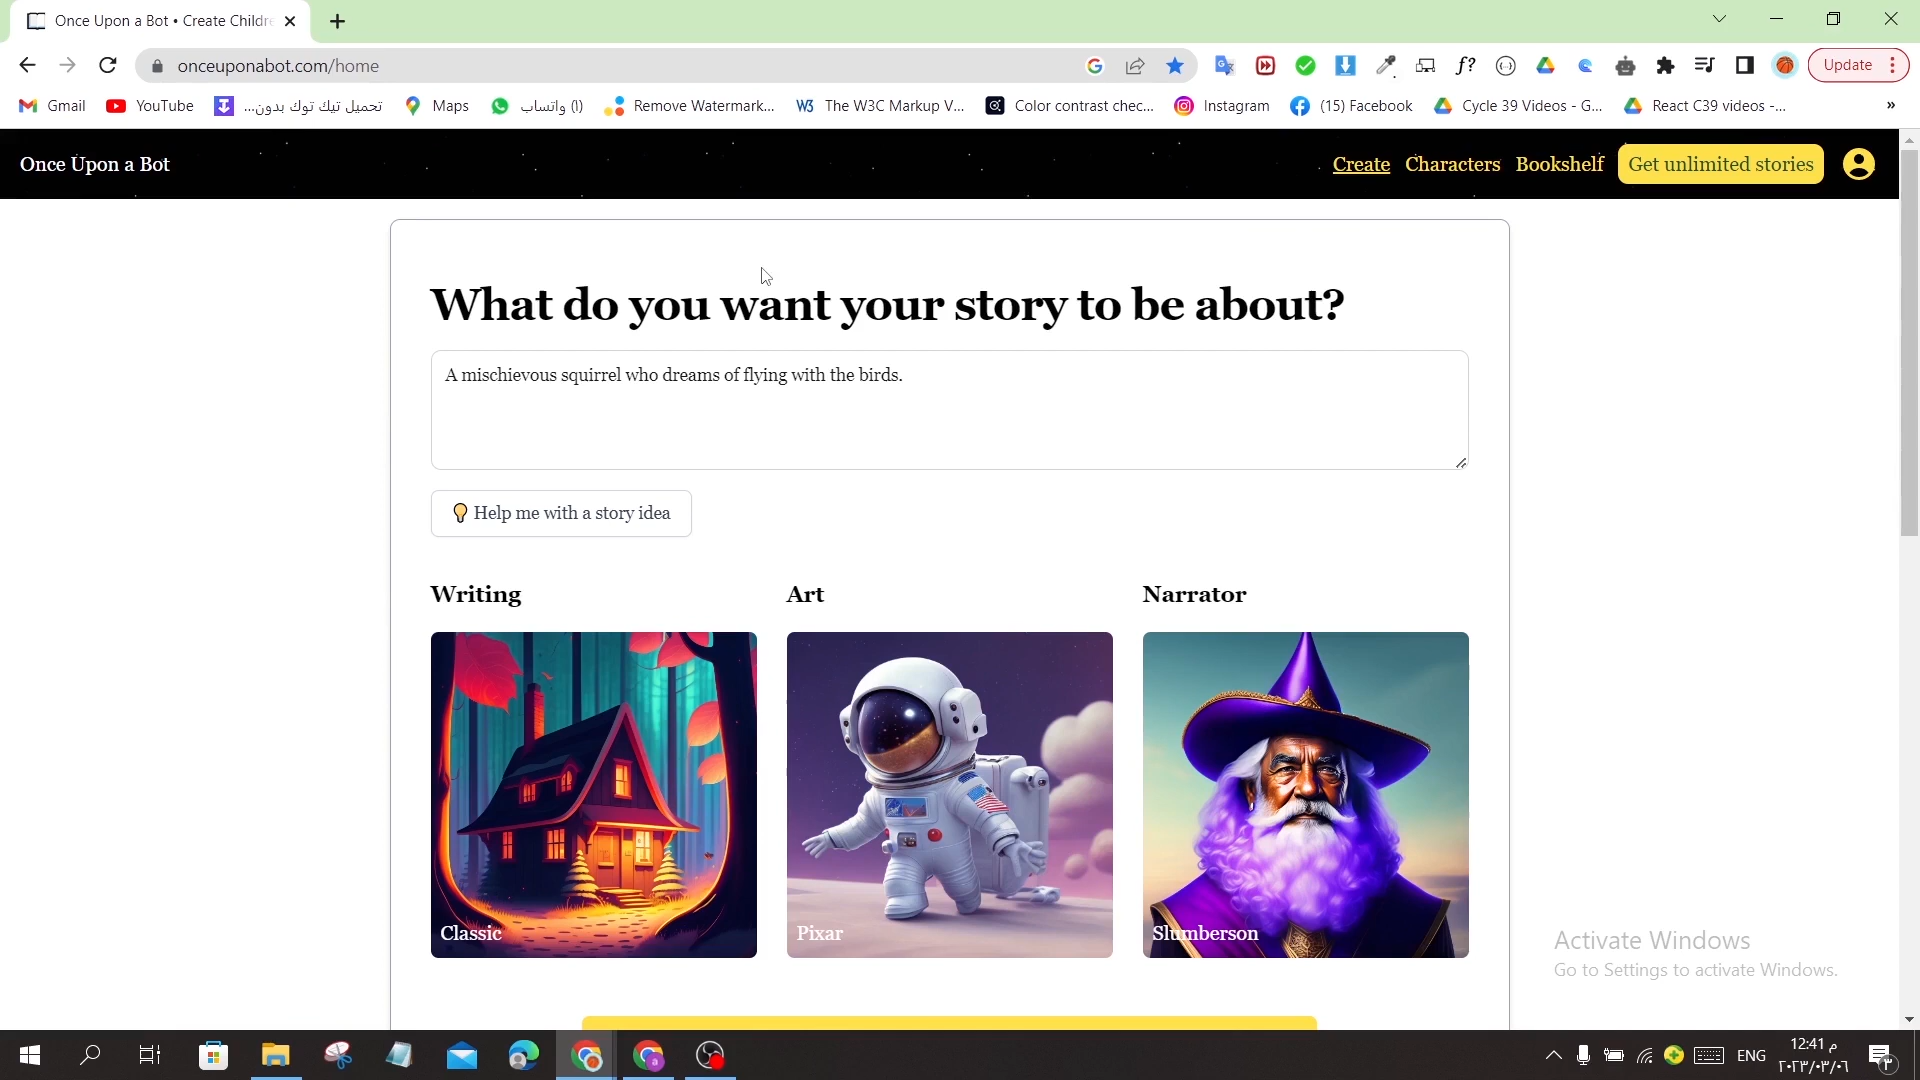 Once Upon a Bot • Create Childre
onceuponabot.com/home
Update
Gmail
YouTube
تحميل تيك توك بدون...
Maps
(١) واتساب
Remove Watermark...
The W3C Markup V...
Color contrast chec...
Instagram
(15) Facebook
Cycle 39 Videos - G...
React C39 videos -...
»
Once Upon a Bot
Create
Characters
Bookshelf
Get unlimited stories
What do you want your story to be about?
A mischievous squirrel who dreams of flying with the birds.
Help me with a story idea
Writing
Art
Narrator
Classic
Pixar
Slumberson
Activate Windows
Go to Settings to activate Windows.
ENG
12:41 م
٢٠٢٣/٠٣/٠٦
٣